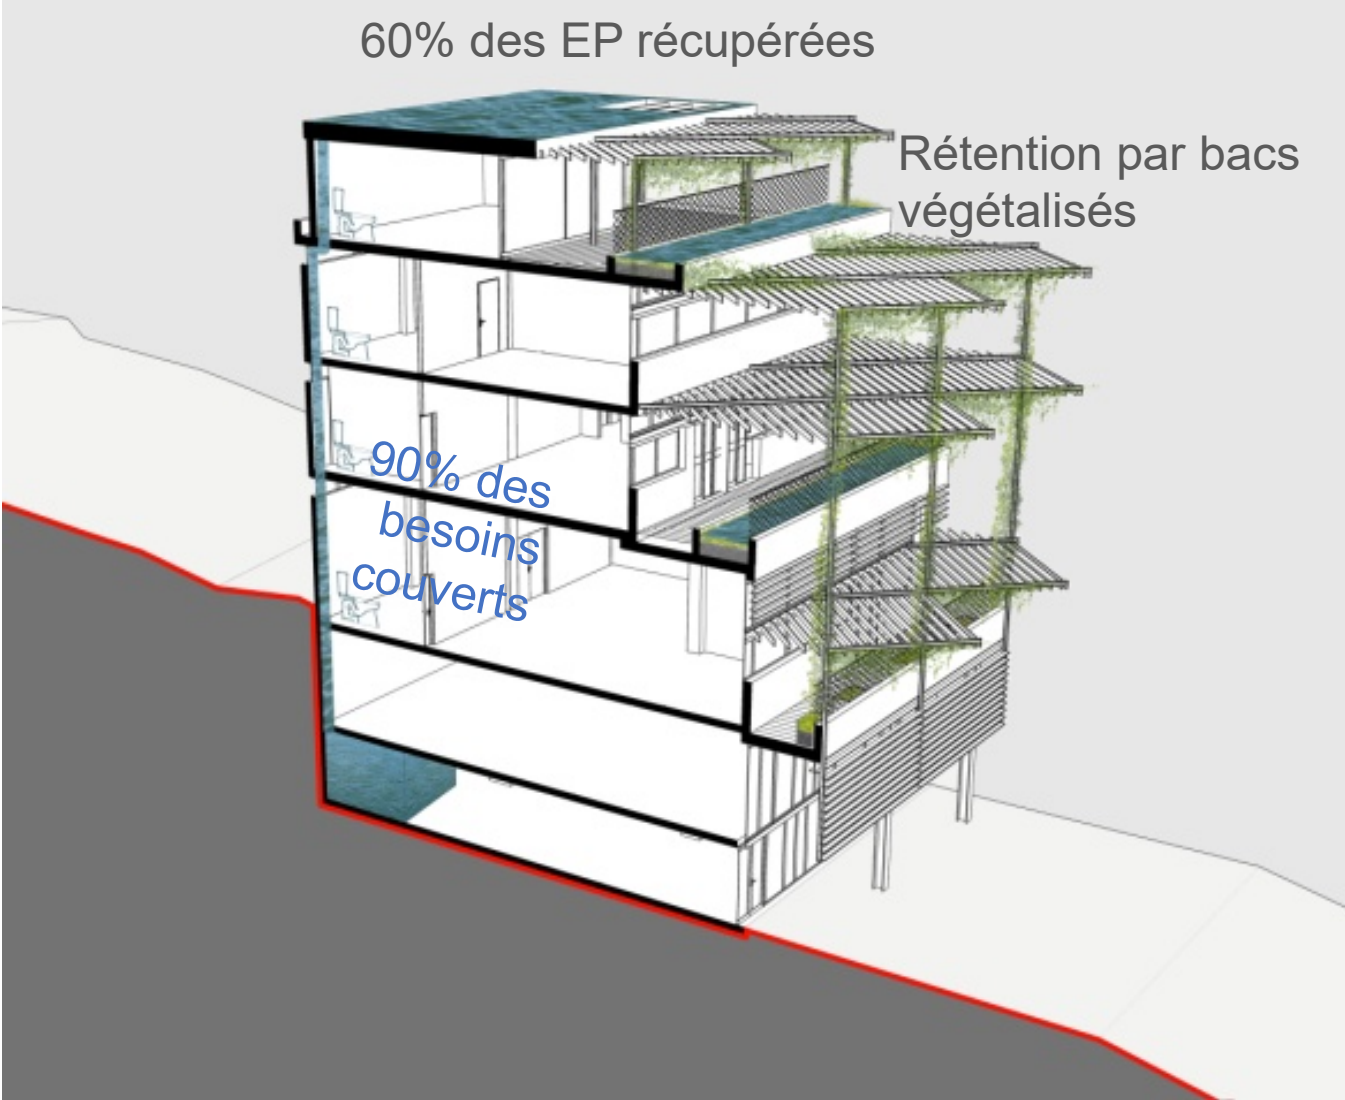 60% des EP récupérées
Rétention par bacs
végétalisés
90% des
besoins
couverts